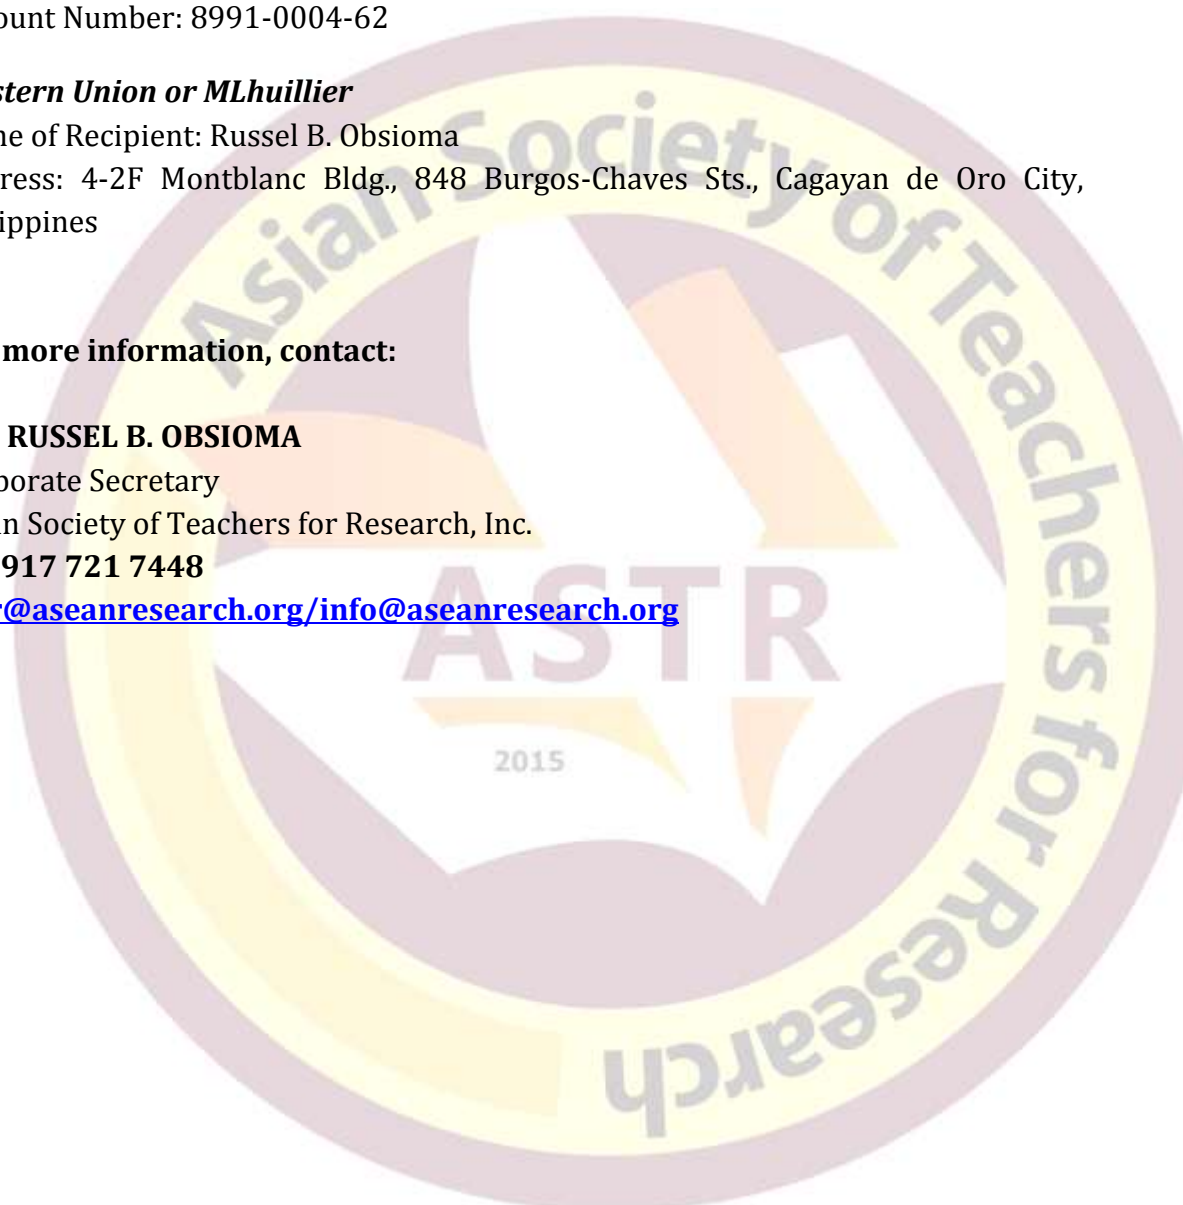 ount Number: 8991-0004-62
stern Union or MLhuillier
ne of Recipient: Russel B. Obsioma
ress: 4-2F Montblanc Bldg., 848 Burgos-Chaves Sts., Cagayan de Oro City,
ippines
more information, contact:
RUSSEL B. OBSIOMA
porate Secretary
n Society of Teachers for Research, Inc.
917 721 7448
r@aseanresearch.org/info@aseanresearch.org
Asian Society of Teachers for Research
ASTR
2015